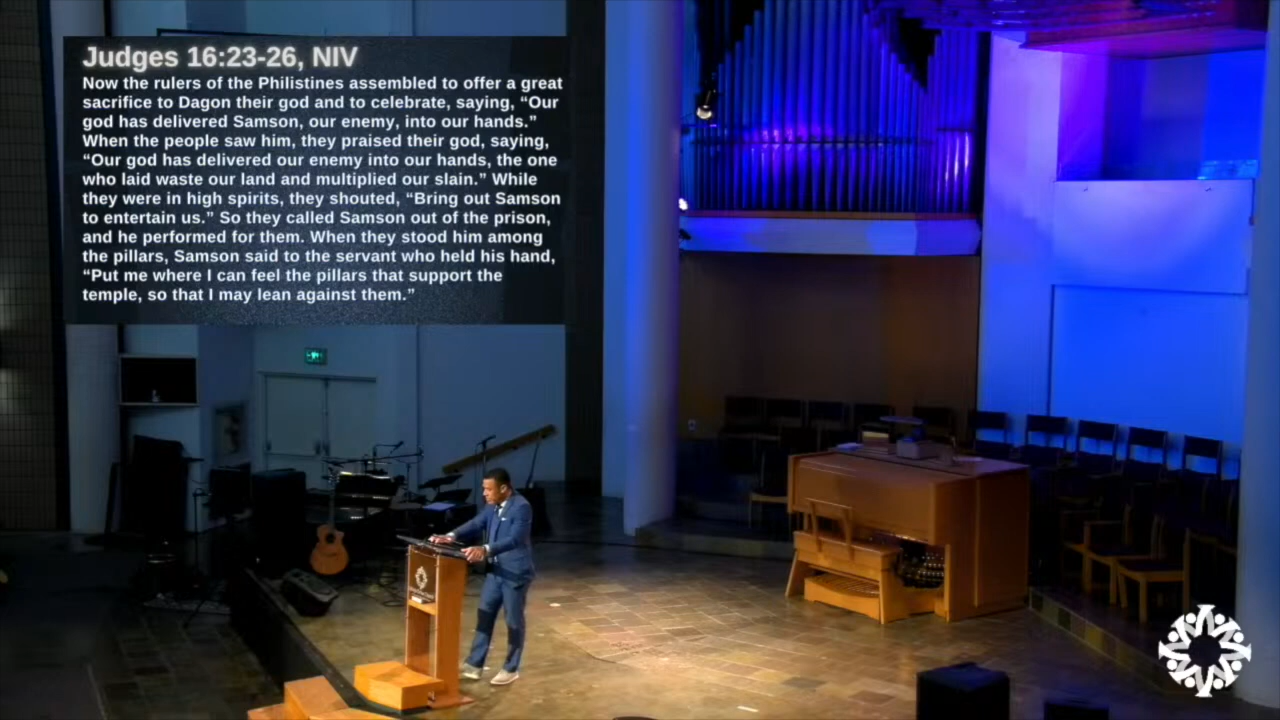 Judges 16:23-26, NIV
Now the rulers of the Philistines assembled to offer a great
sacrifice to Dagon their god and to celebrate, saying, “Our
god has delivered Samson, our enemy, into our hands.”
When the people saw him, they praised their god, saying,
“Our god has delivered our enemy into our hands, the one
who laid waste our land and multiplied our slain.” While
they were in high spirits, they shouted, “Bring out Samson
to entertain us.” So they called Samson out of the prison,
and he performed for them. When they stood him among
the pillars, Samson said to the servant who held his hand,
“Put me where I can feel the pillars that support the
temple, so that I may lean against them.”